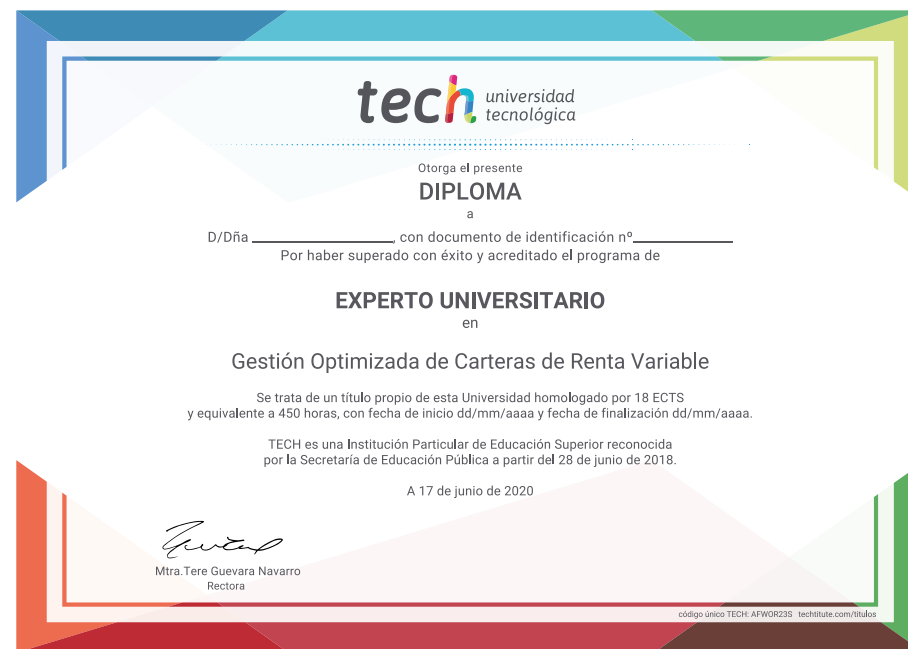 tech universidad
tecnológica
Otorga el presente
DIPLOMA
a
D/Dña ____________________, con documento de identificación nº______________
Por haber superado con éxito y acreditado el programa de
EXPERTO UNIVERSITARIO
en
Gestión Optimizada de Carteras de Renta Variable
Se trata de un título propio de esta Universidad homologado por 18 ECTS
y equivalente a 450 horas, con fecha de inicio dd/mm/aaaa y fecha de finalización dd/mm/aaaa.
TECH es una Institución Particular de Educación Superior reconocida
por la Secretaría de Educación Pública a partir del 28 de junio de 2018.
A 17 de junio de 2020
Mtra.Tere Guevara Navarro
Rectora
código único TECH: AFWOR23S techtitute.com/titulos